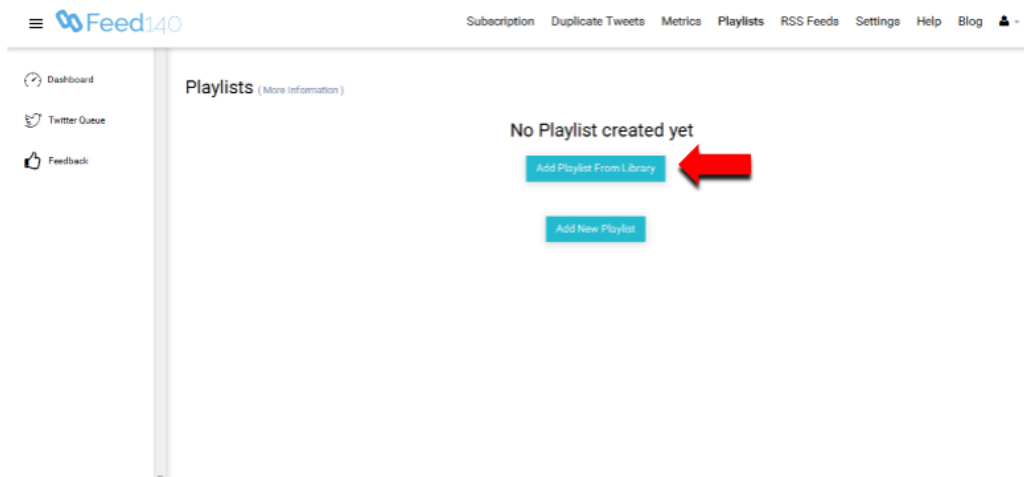 Feed140
Subscription Duplicate Tweets Metrics Playlists RSS Feeds Settings Help Blog
Dashboard
Twitter Queue
Feedback
Playlists ( More Information )
No Playlist created yet
Add Playlist From Library
Add New Playlist